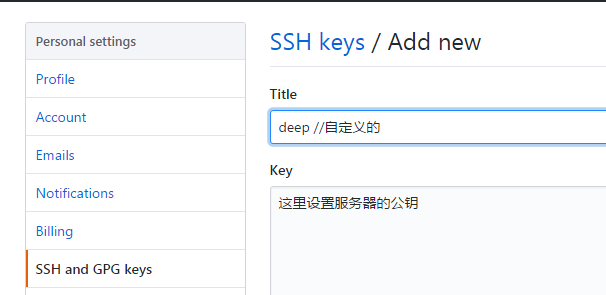 Personal settings
Profile
Account
Emails
Notifications
Billing
SSH and GPG keys
SSH keys / Add new
Title
deep //自定义的
Key
这里设置服务器的公钥